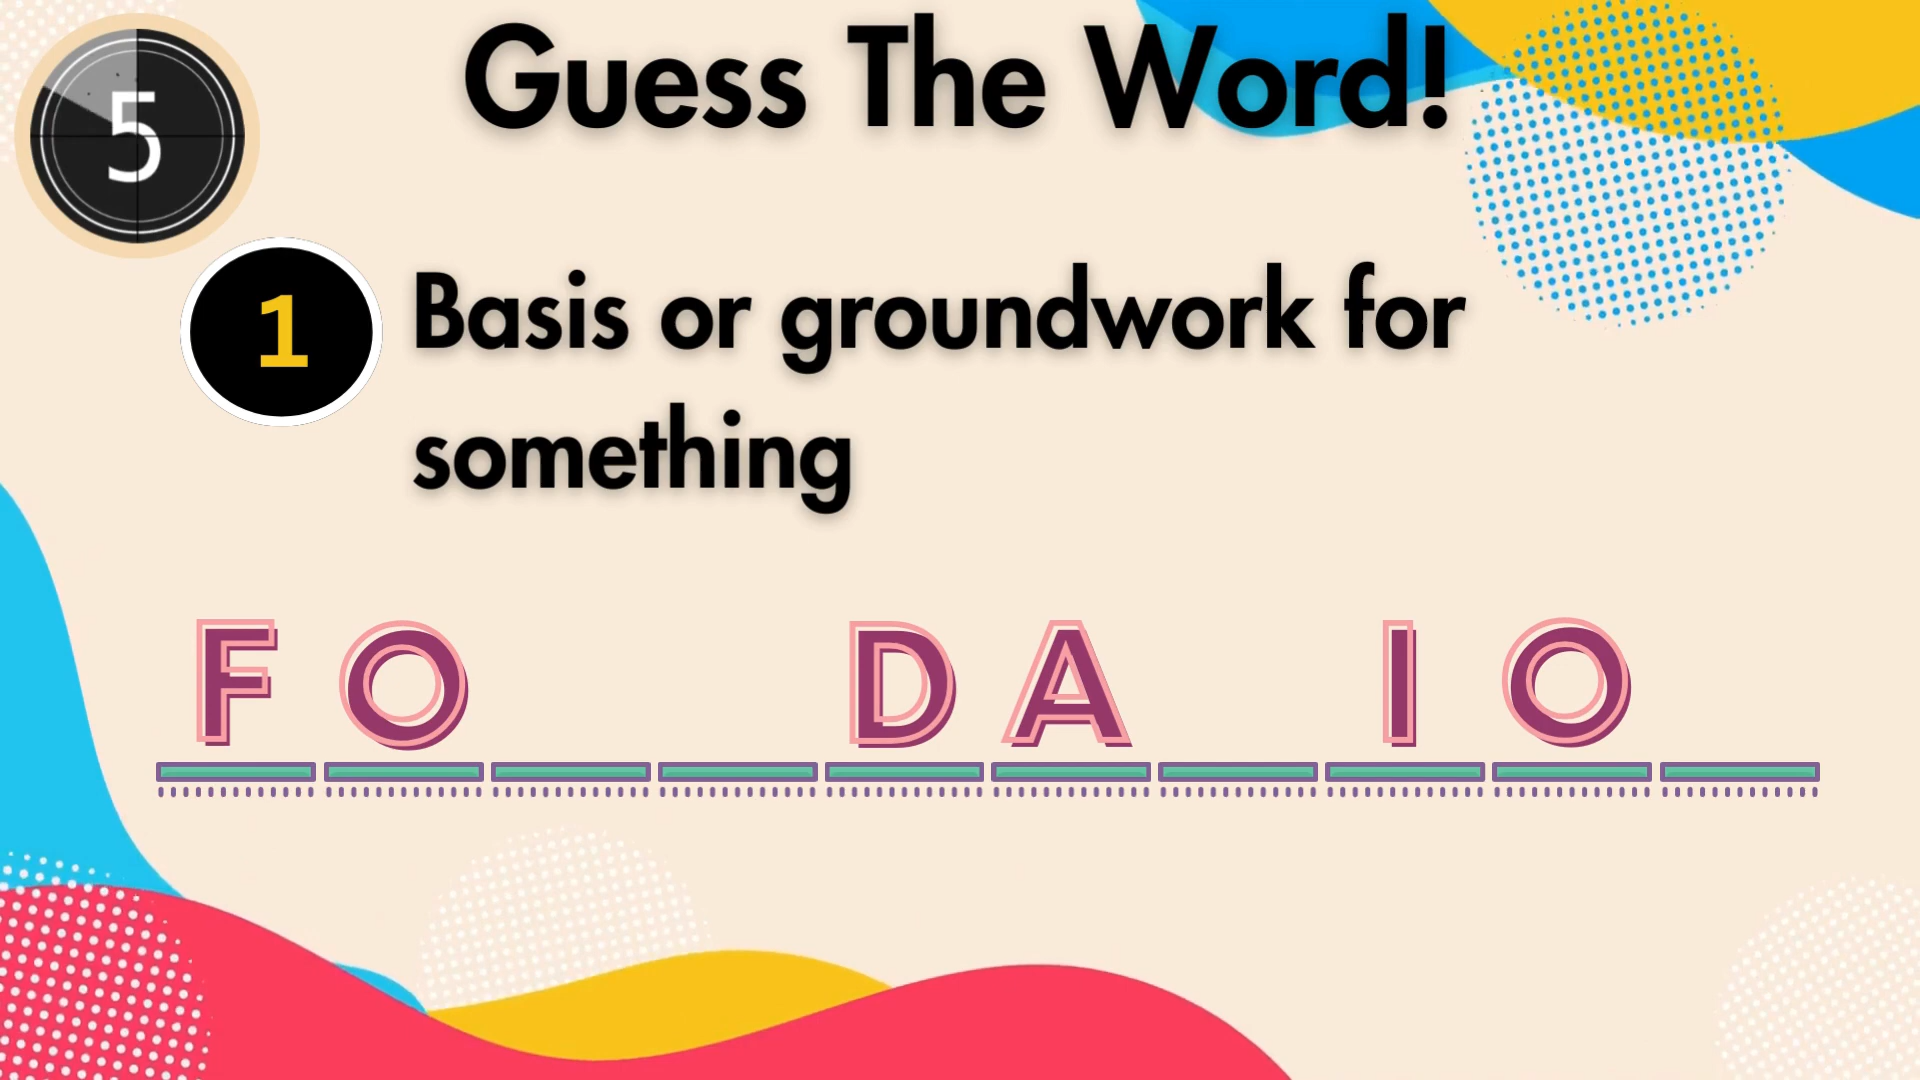 5
Guess The Word!
1
Basis or groundwork for
something
F O D A I O